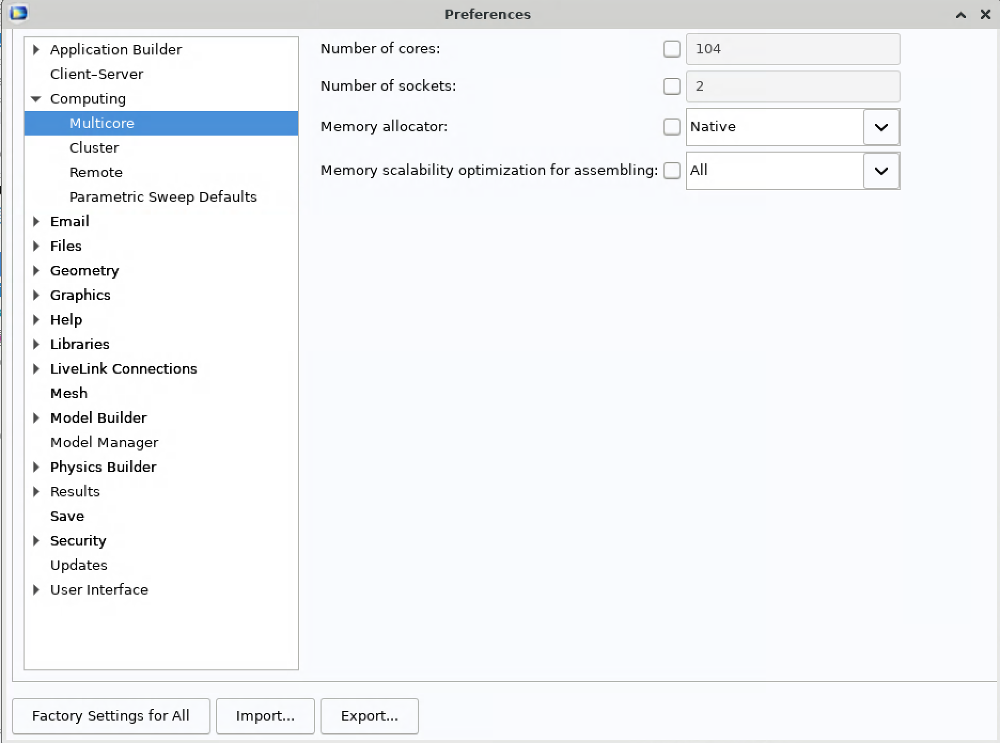 Preferences
Application Builder
Client–Server
Computing
Multicore
Cluster
Remote
Parametric Sweep Defaults
Email
Files
Geometry
Graphics
Help
Libraries
LiveLink Connections
Mesh
Model Builder
Model Manager
Physics Builder
Results
Save
Security
Updates
User Interface
Number of cores: 104
Number of sockets: 2
Memory allocator: Native
Memory scalability optimization for assembling: All
Factory Settings for All Import... Export...